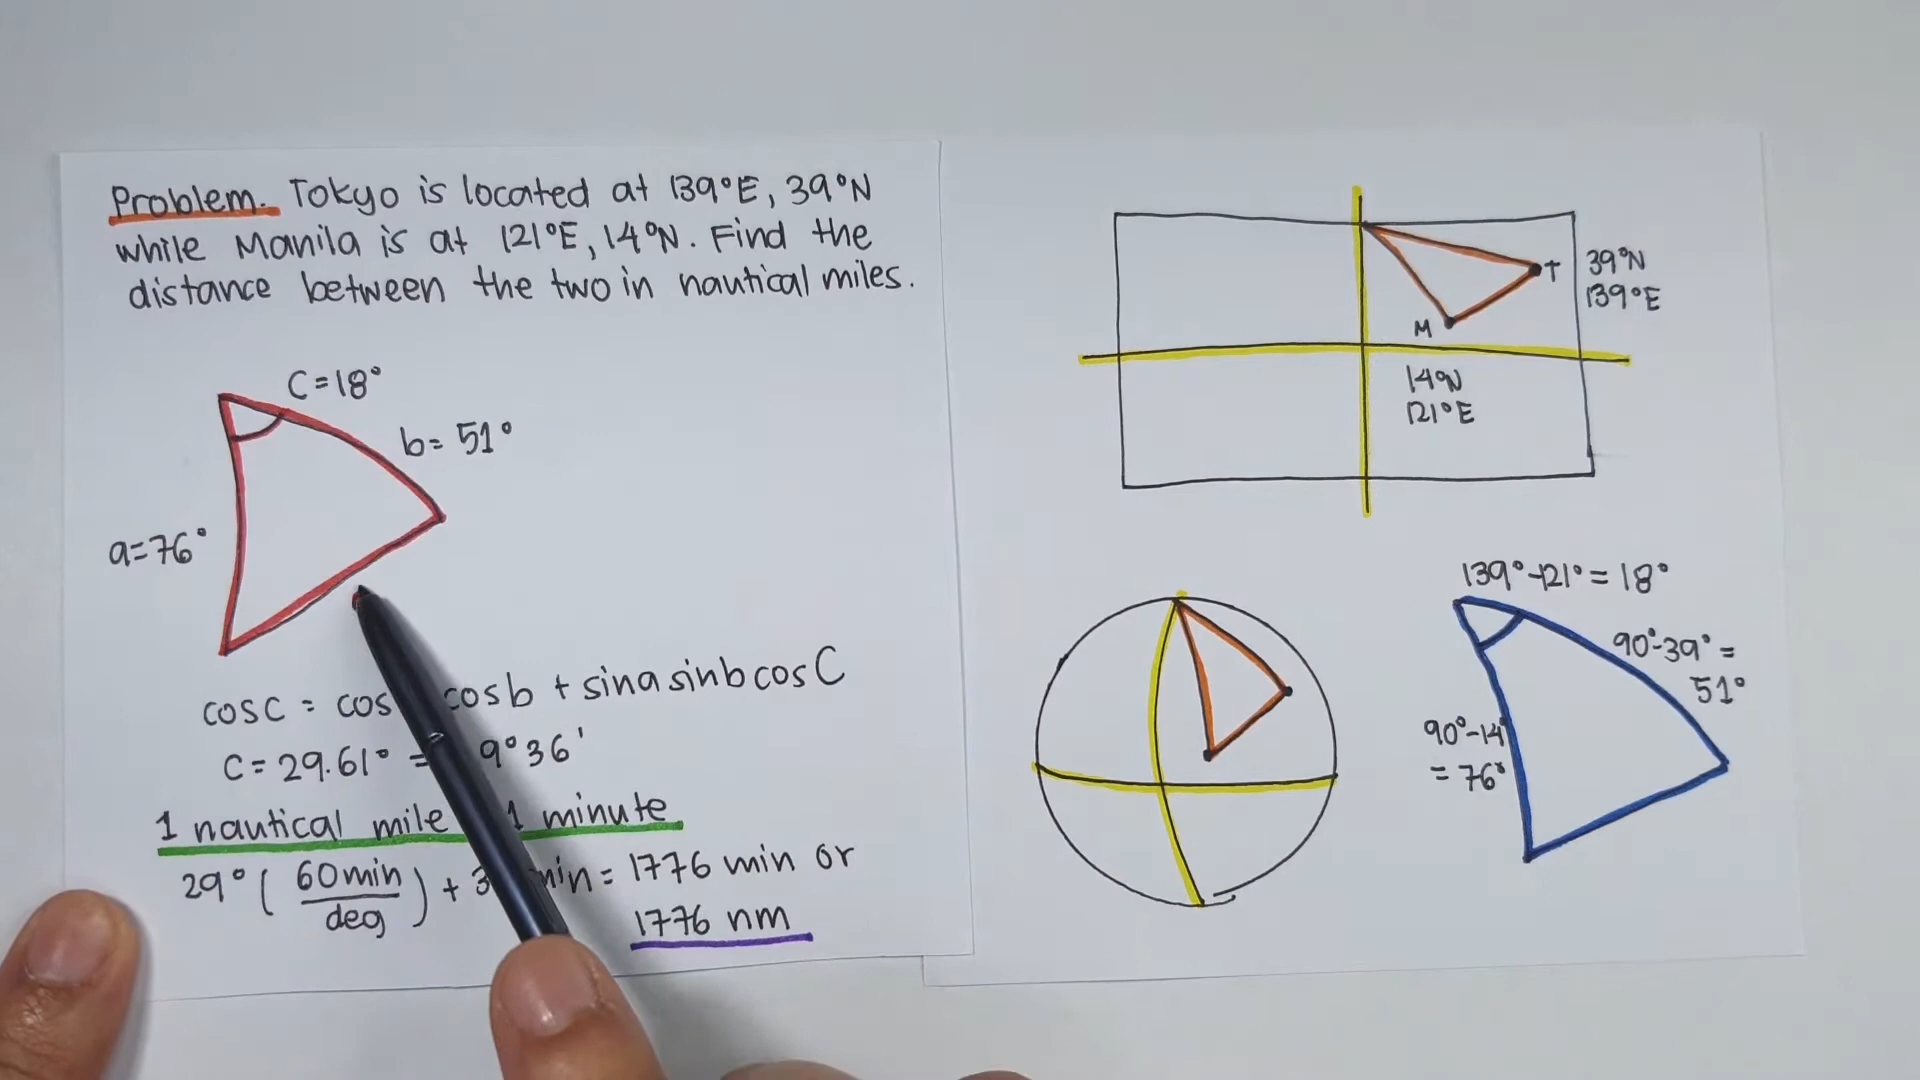 Problem. Tokyo is located at 139°E, 39°N
while Manila is at 121°E, 14°N. Find the
distance between the two in nautical miles.
C=18°
b= 51°
a=76°
cosc = cos cosb + sina sinb cosC
c= 29.61° = 9°36'
1 nautical mile 1 minute
29° (60min/deg) + 3 min = 1776 min or
1776 nm
T
39°N
139°E
M
14°N
121°E
139°-121° = 18°
90°-39° =
51°
90°-14°
= 76°